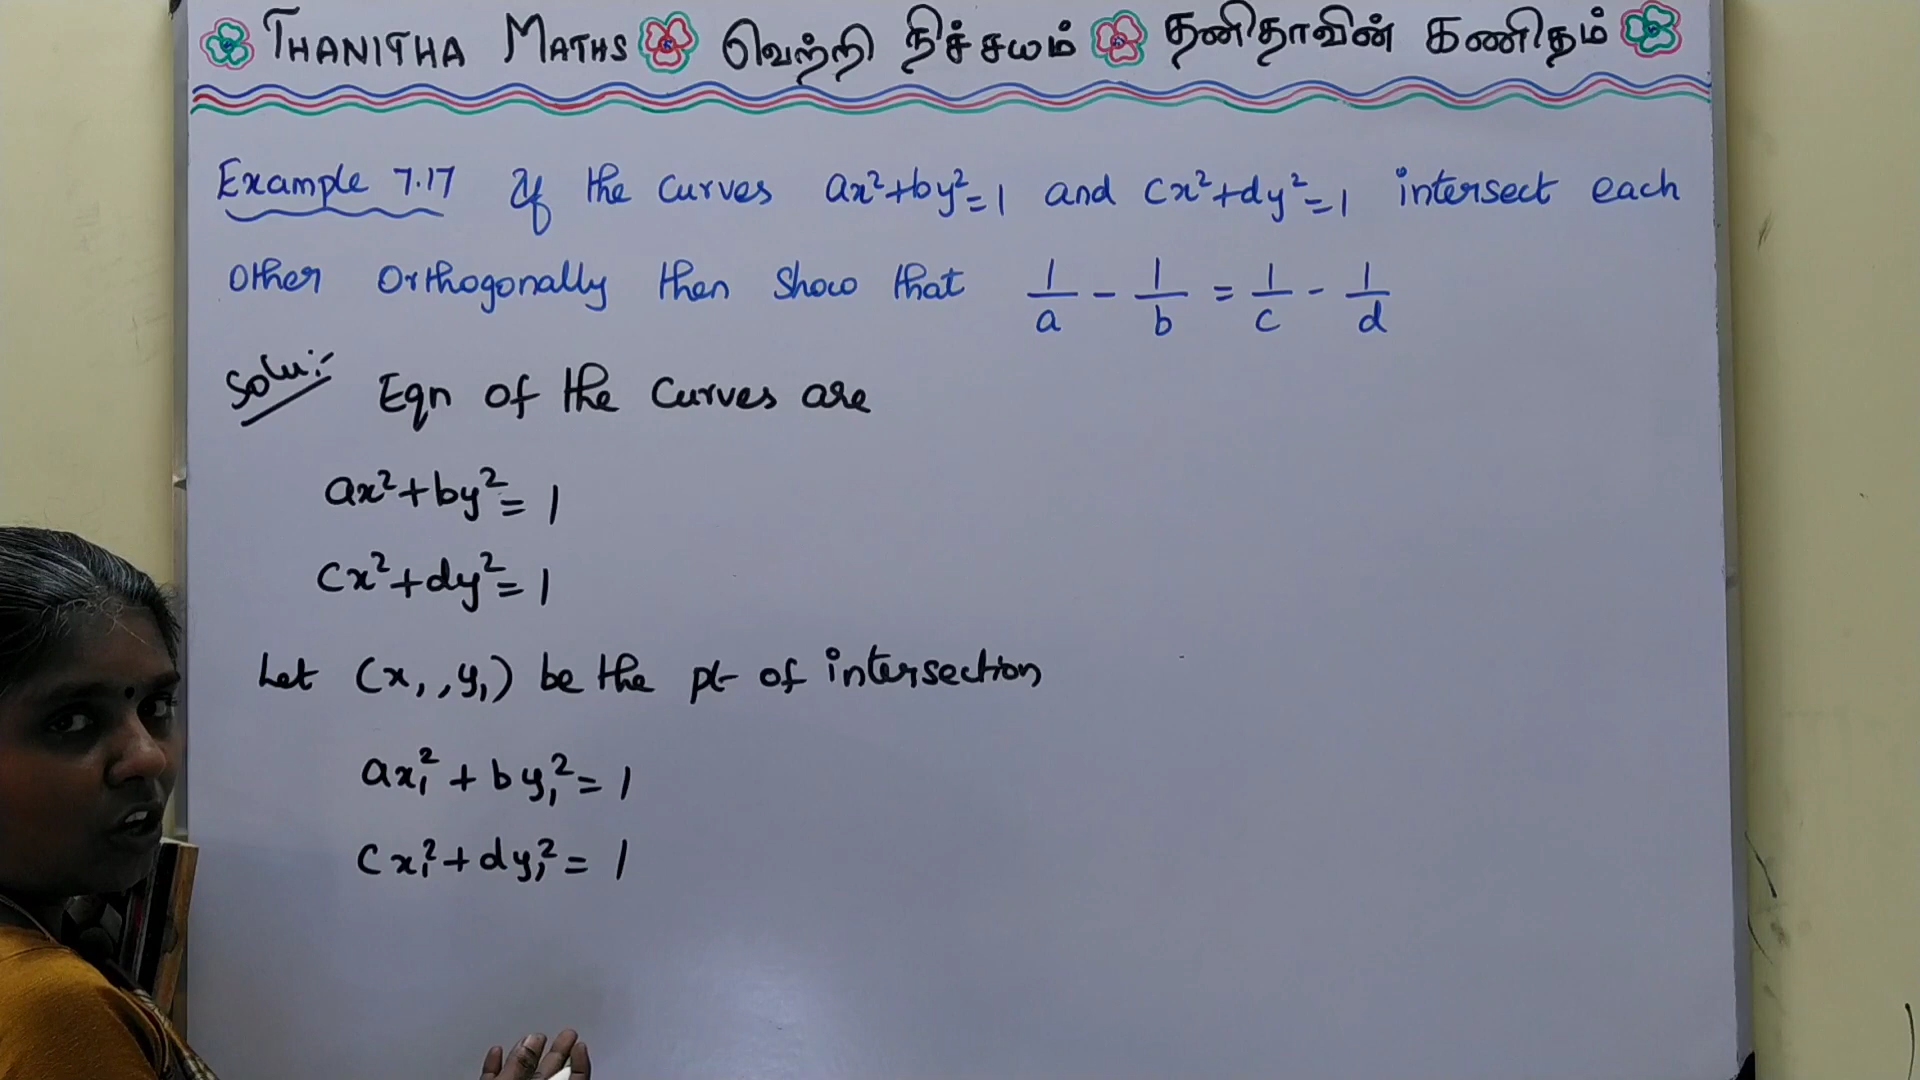 THANITHA MATHS வெற்றி நிச்சயம் தனிதாவின் கணிதம்
Example 7.17 If the curves ax²+by²=1 and cx²+dy²=1 intersect each
other orthogonally then show that 1/a - 1/b = 1/c - 1/d
Solu:- Eqn of the curves are
ax²+by²=1
cx²+dy²=1
Let (x₁,y₁) be the pt of intersection
ax₁²+by₁²=1
cx₁²+dy₁²=1